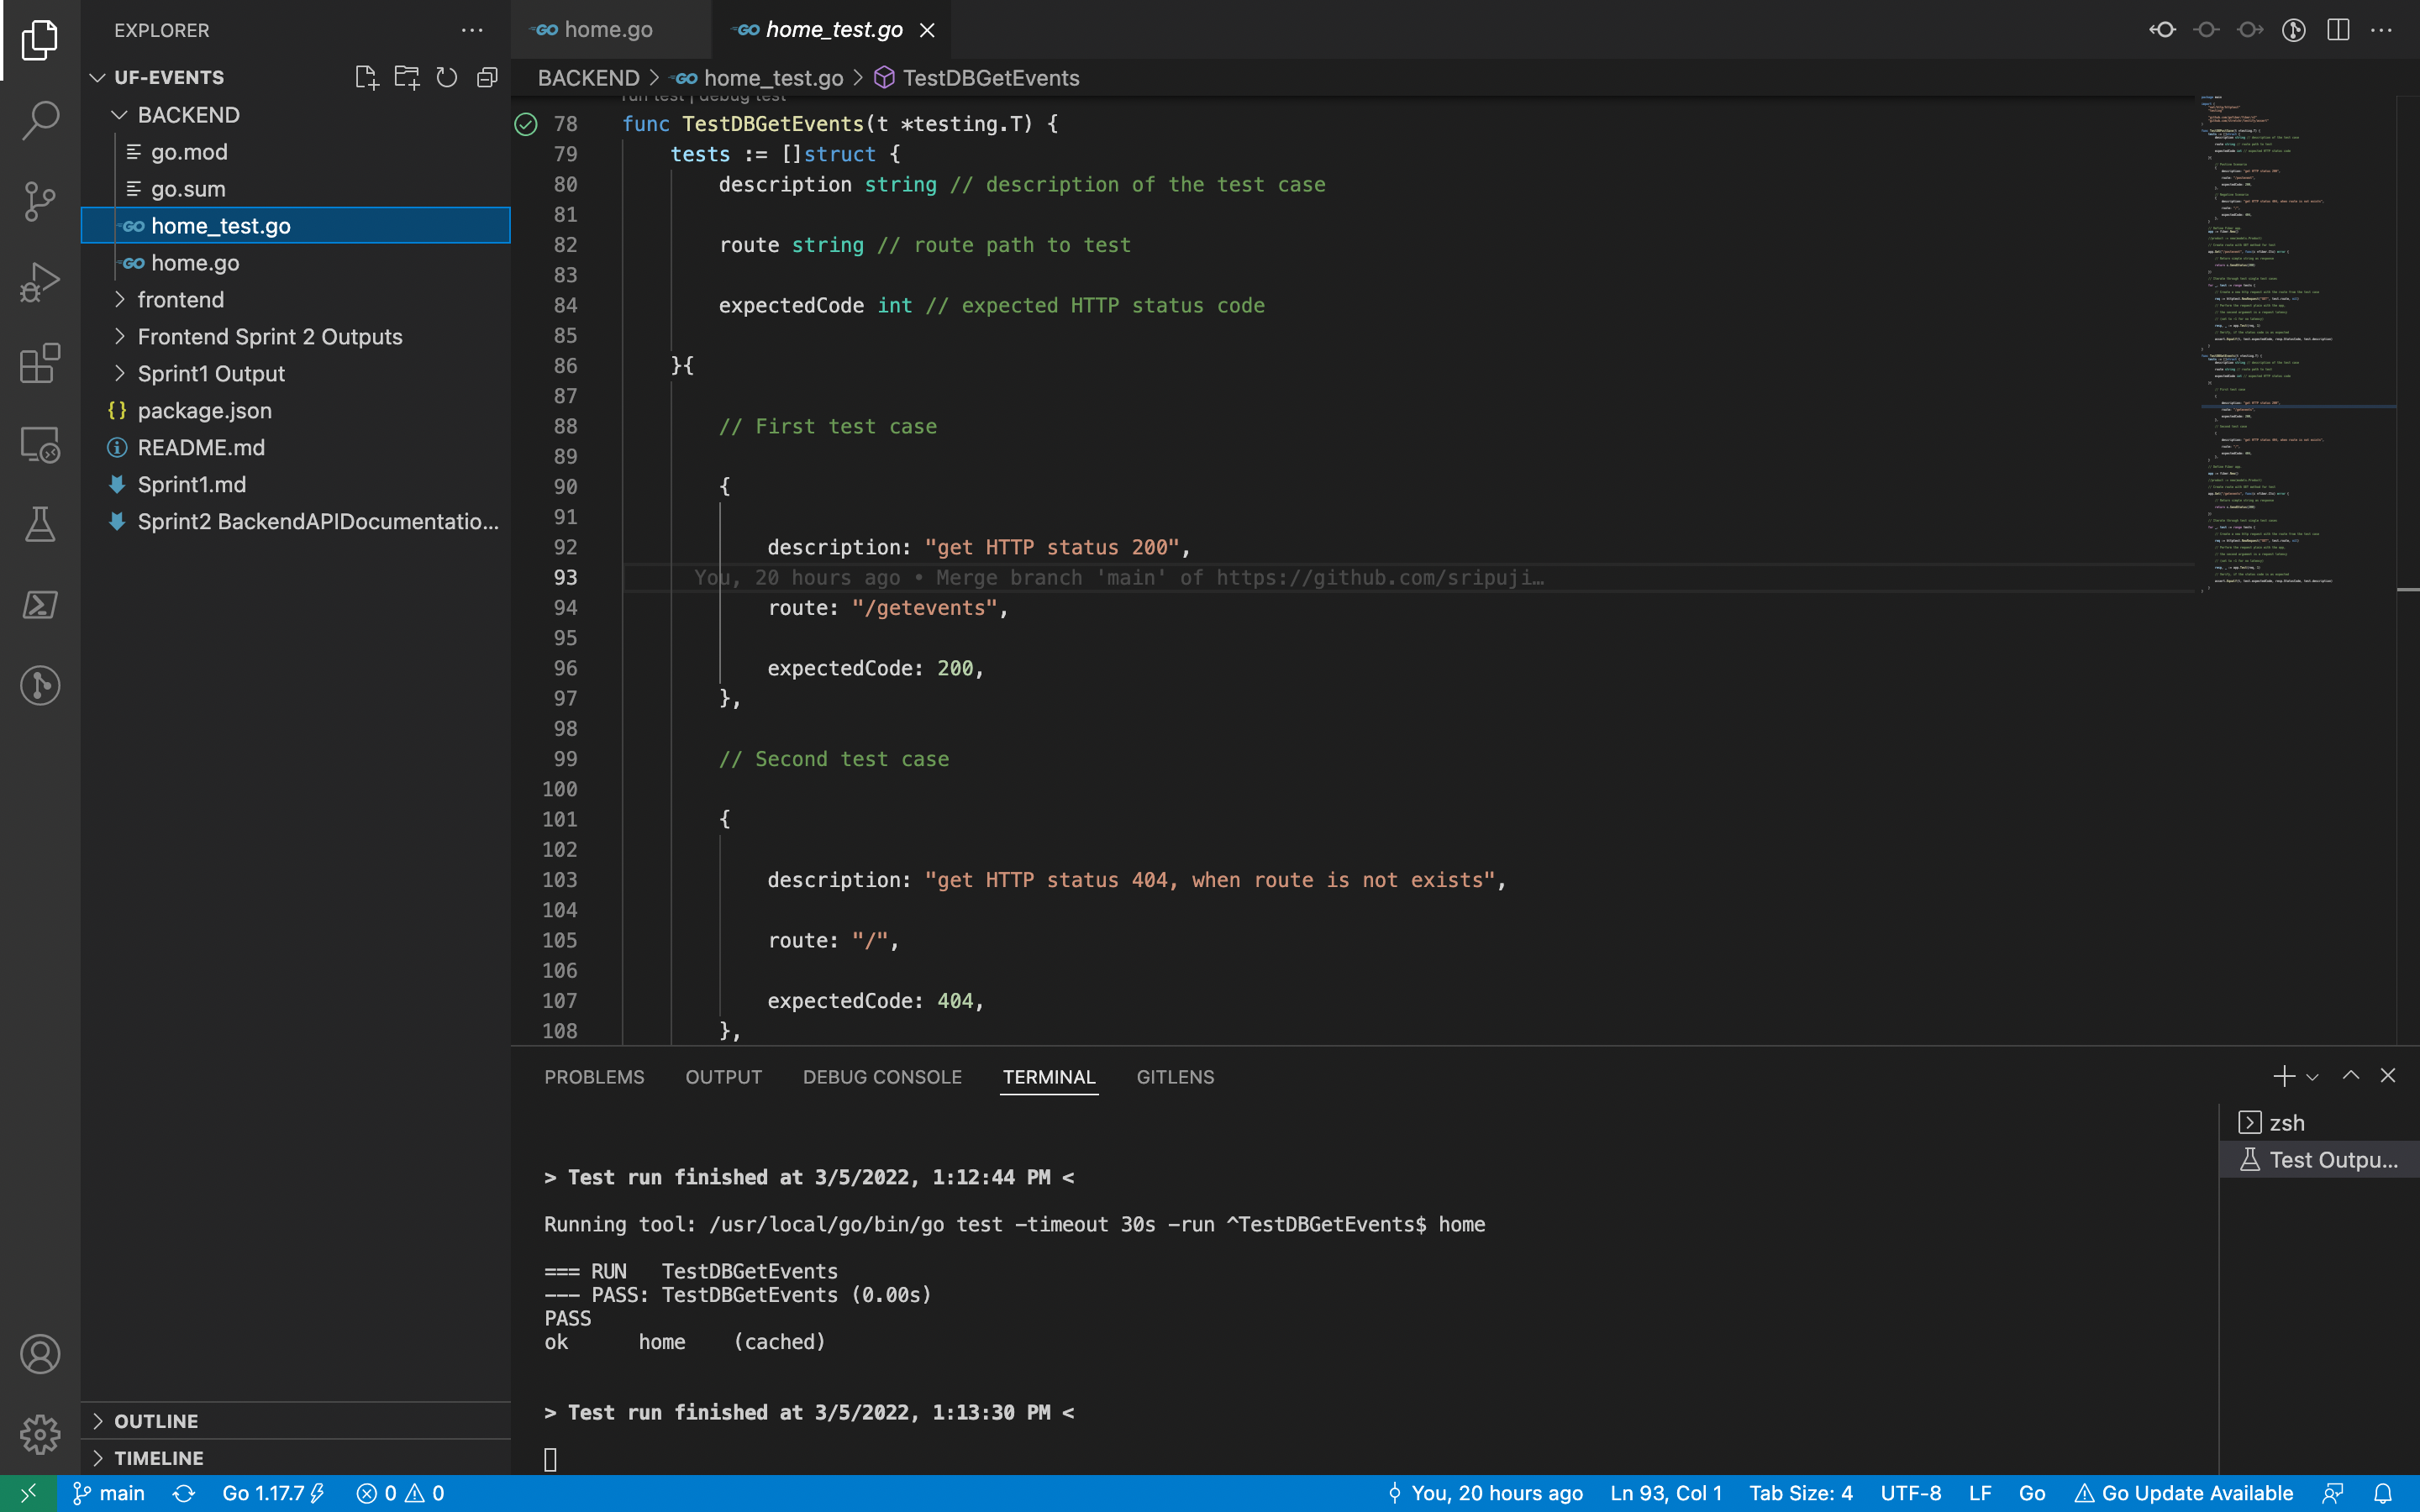 EXPLORER
UF-EVENTS
BACKEND
go.mod
go.sum
home_test.go
home.go
frontend
Frontend Sprint 2 Outputs
Sprint1 Output
package.json
README.md
Sprint1.md
Sprint2 BackendAPIDocumentatio...
OUTLINE
TIMELINE
home.go
home_test.go
BACKEND > home_test.go > TestDBGetEvents
run test | debug test
78 func TestDBGetEvents(t *testing.T) {
79 tests := []struct {
80 description string // description of the test case
81
82 route string // route path to test
83
84 expectedCode int // expected HTTP status code
85
86 }{
87
88 // First test case
89
90 {
91
92 description: "get HTTP status 200",
93 You, 20 hours ago • Merge branch 'main' of https://github.com/sripuji…
94 route: "/getevents",
95
96 expectedCode: 200,
97 },
98
99 // Second test case
100
101 {
102
103 description: "get HTTP status 404, when route is not exists",
104
105 route: "/",
106
107 expectedCode: 404,
108 },
PROBLEMS OUTPUT DEBUG CONSOLE TERMINAL GITLENS
zsh
Test Outpu...
> Test run finished at 3/5/2022, 1:12:44 PM <
Running tool: /usr/local/go/bin/go test -timeout 30s -run ^TestDBGetEvents$ home
=== RUN TestDBGetEvents
--- PASS: TestDBGetEvents (0.00s)
PASS
ok home (cached)
> Test run finished at 3/5/2022, 1:13:30 PM <
main Go 1.17.7 0 0 You, 20 hours ago Ln 93, Col 1 Tab Size: 4 UTF-8 LF Go Go Update Available